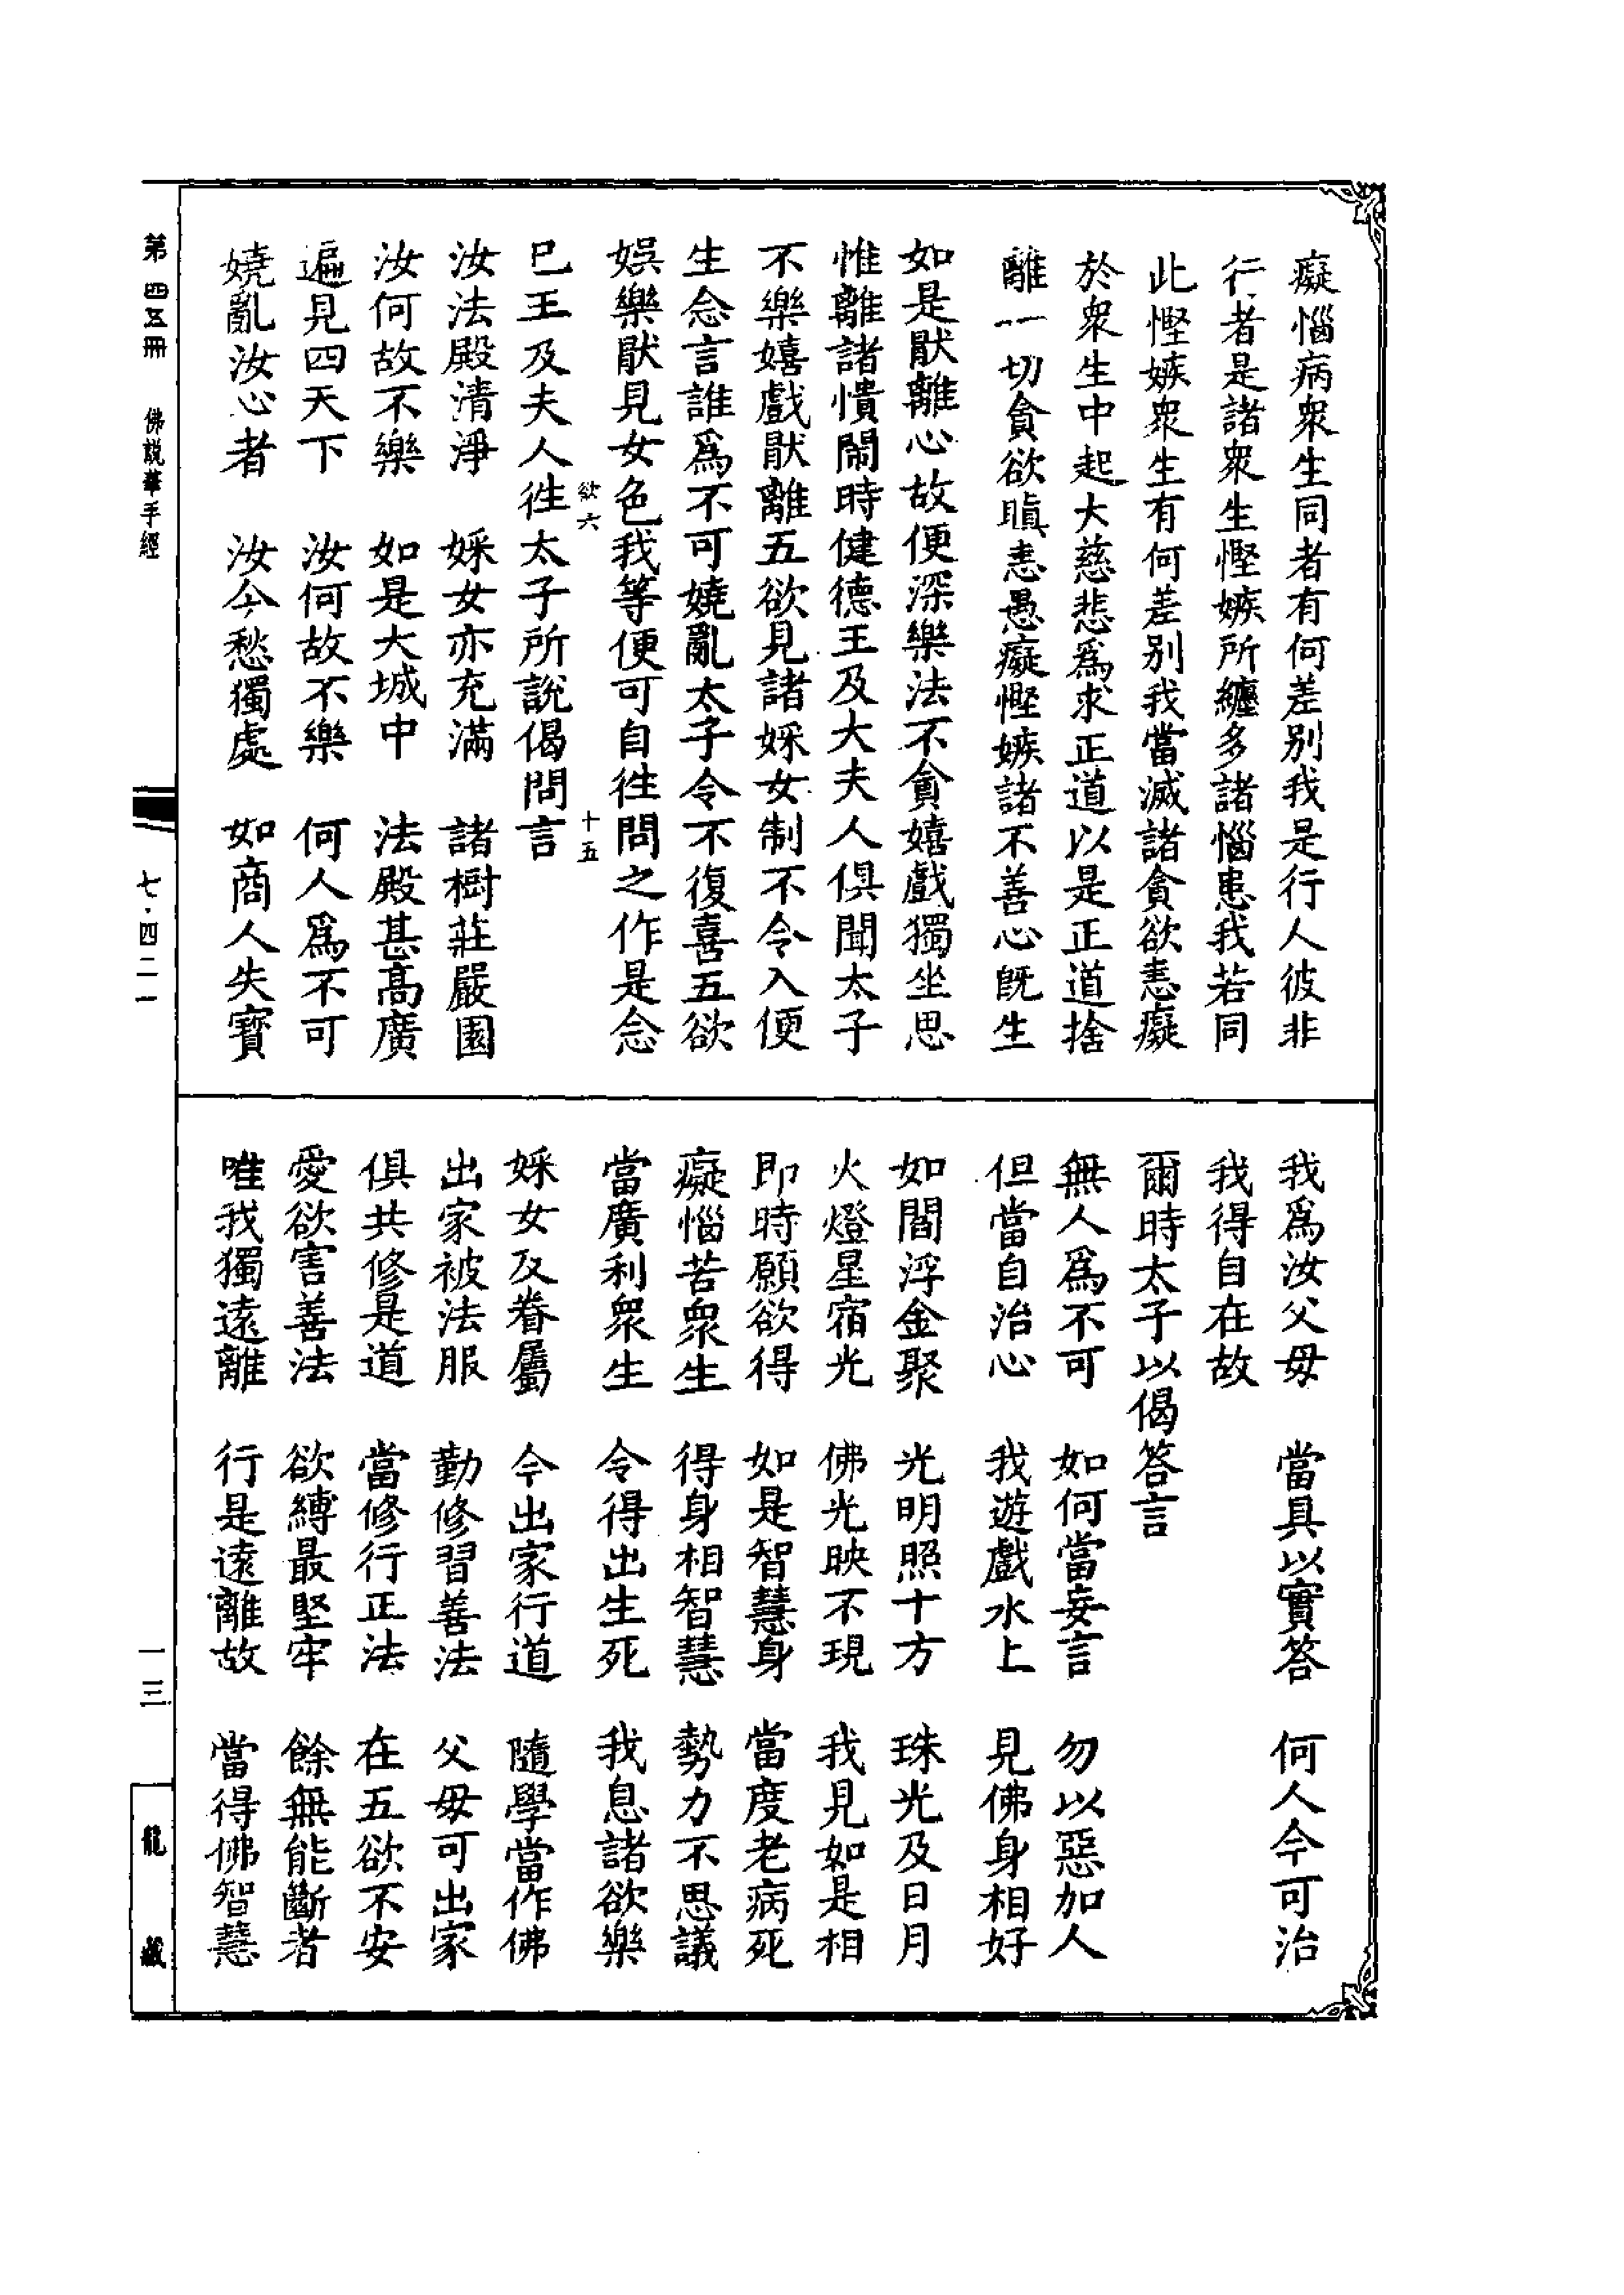 癡惱病衆生同者有何差別我是行人彼非
行者是諸衆生慳嫉所纏多諸惱患我若同
此慳嫉衆生有何差別我當滅諸貪欲恚癡
於衆生中起大慈悲爲求正道以是正道捨
離一切貪欲瞋恚愚癡慳嫉諸不善心旣生
如是猒離心故便深樂法不貪嬉戲獨坐思
惟離諸憒閙時健德王及大夫人俱聞太子
不樂嬉戲猒離五欲見諸婇女制不令入便
生念言誰爲不可嬈亂太子令不復喜五欲
娛樂猒見女色我等便可自徃問之作是念
欲六 十五
已王及夫人徃太子所說偈問言
汝法殿清淨 婇女亦充滿 諸樹莊嚴園
汝何故不樂 如是大城中 法殿甚高廣
遍見四天下 汝何故不樂 何人爲不可
嬈亂汝心者 汝今愁獨處 如商人失寶
我爲汝父母 當具以實答 何人今可治
我得自在故
爾時太子以偈答言
無人爲不可 如何當妄言 勿以惡加人
但當自治心 我遊戲水上 見佛身相好
如閻浮金聚 光明照十方 珠光及日月
火燈星宿光 佛光映不現 我見如是相
即時願欲得 如是智慧身 當度老病死
癡惱苦衆生 得身相智慧 勢力不思議
當廣利衆生 令得出生死 我息諸欲樂
婇女及眷屬 今出家行道 隨學當作佛
出家被法服 勤修習善法 父母可出家
俱共修是道 當修行正法 在五欲不安
愛欲害善法 欲縛最堅牢 餘無能斷者
唯我獨遠離 行是遠離故 當得佛智慧
第四五冊 佛說華手經 七·四二一 一三 龍藏